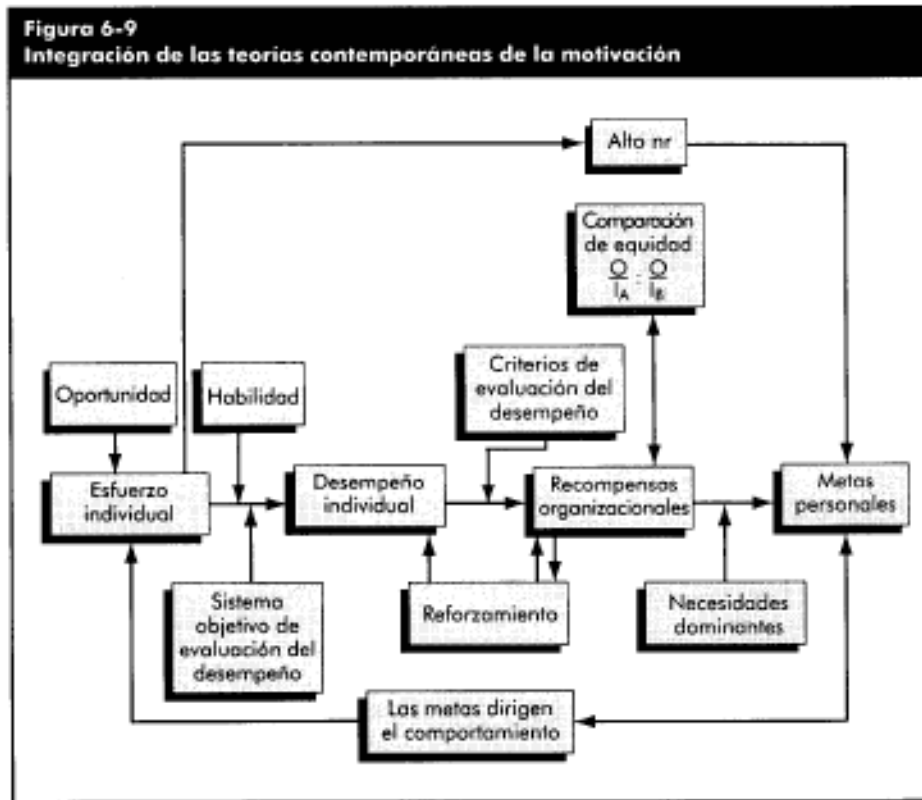 Figura 6-9
Integración de las teorías contemporáneas de la motivación
Alto nr
Comparación
de equidad
O : O
I_A I_B
Oportunidad
Habilidad
Criterios de
evaluación del
desempeño
Esfuerzo
individual
Desempeño
individual
Recompensas
organizacionales
Metas
personales
Sistema
objetivo de
evaluación del
desempeño
Reforzamiento
Necesidades
dominantes
Las metas dirigen
el comportamiento